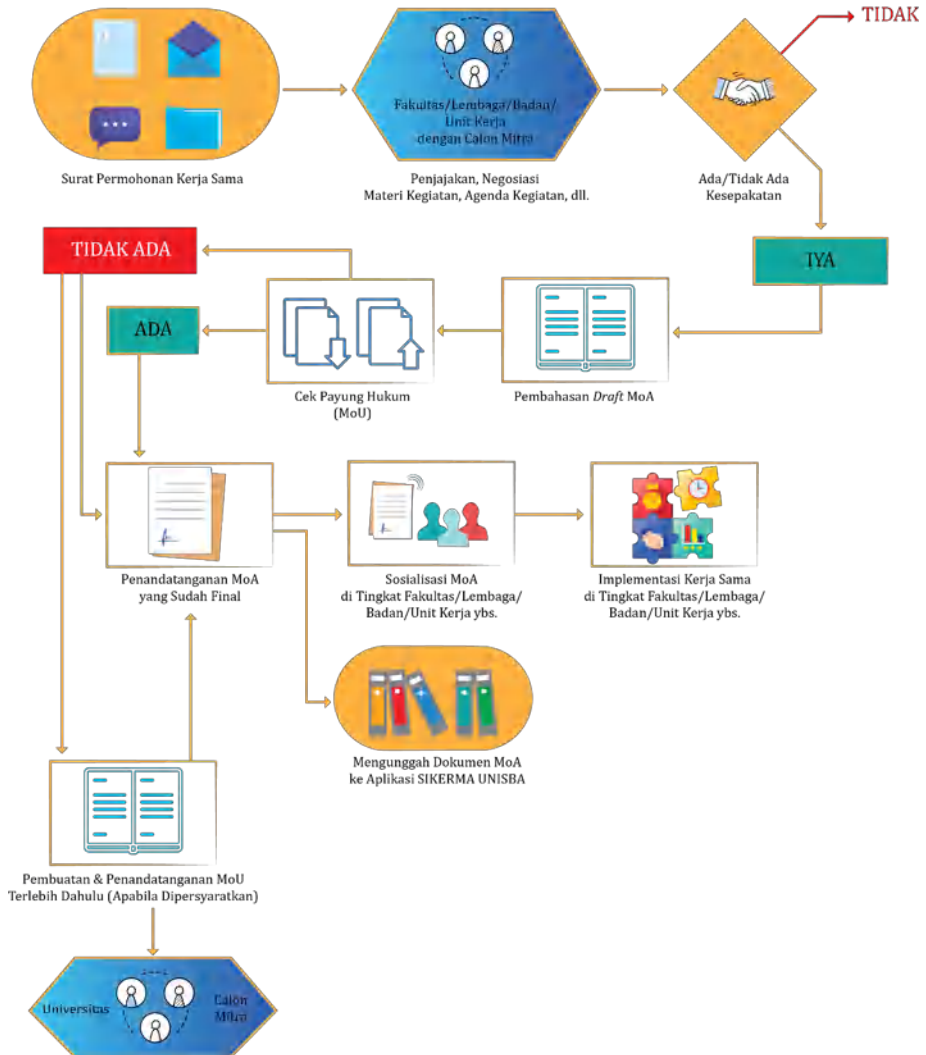 TIDAK
Fakultas/Lembaga/Badan/
Unit Kerja
dengan Calon Mitra
Surat Permohonan Kerja Sama
Penjajakan, Negosiasi
Materi Kegiatan, Agenda Kegiatan, dll.
Ada/Tidak Ada
Kesepakatan
TIDAK ADA
IYA
ADA
Cek Payung Hukum
(MoU)
Pembahasan Draft MoA
Penandatanganan MoA
yang Sudah Final
Sosialisasi MoA
di Tingkat Fakultas/Lembaga/
Badan/Unit Kerja ybs.
Implementasi Kerja Sama
di Tingkat Fakultas/Lembaga/
Badan/Unit Kerja ybs.
Mengunggah Dokumen MoA
ke Aplikasi SIKERMA UNISBA
Pembuatan & Penandatanganan MoU
Terlebih Dahulu (Apabila Dipersyaratkan)
Universitas
Calon
Mitra